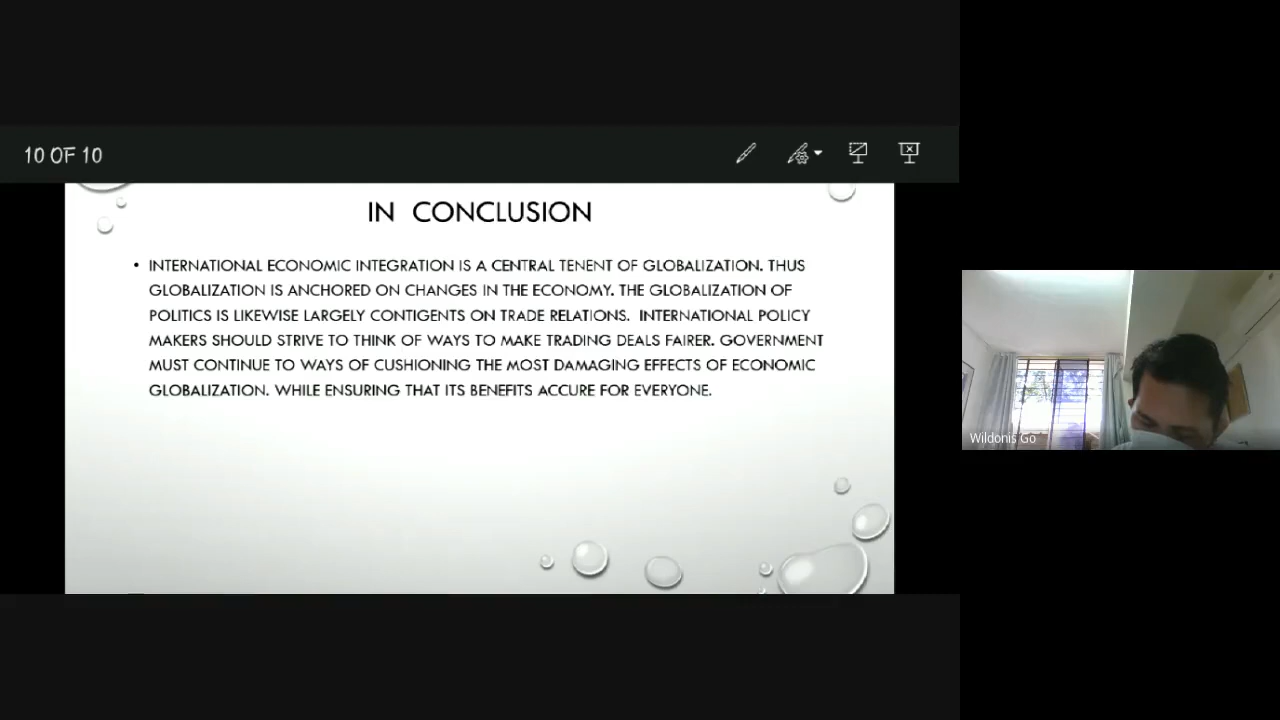 10 OF 10
IN CONCLUSION
• INTERNATIONAL ECONOMIC INTEGRATION IS A CENTRAL TENENT OF GLOBALIZATION. THUS
GLOBALIZATION IS ANCHORED ON CHANGES IN THE ECONOMY. THE GLOBALIZATION OF
POLITICS IS LIKEWISE LARGELY CONTIGENTS ON TRADE RELATIONS. INTERNATIONAL POLICY
MAKERS SHOULD STRIVE TO THINK OF WAYS TO MAKE TRADING DEALS FAIRER. GOVERNMENT
MUST CONTINUE TO WAYS OF CUSHIONING THE MOST DAMAGING EFFECTS OF ECONOMIC
GLOBALIZATION. WHILE ENSURING THAT ITS BENEFITS ACCURE FOR EVERYONE.
Wildonis Go